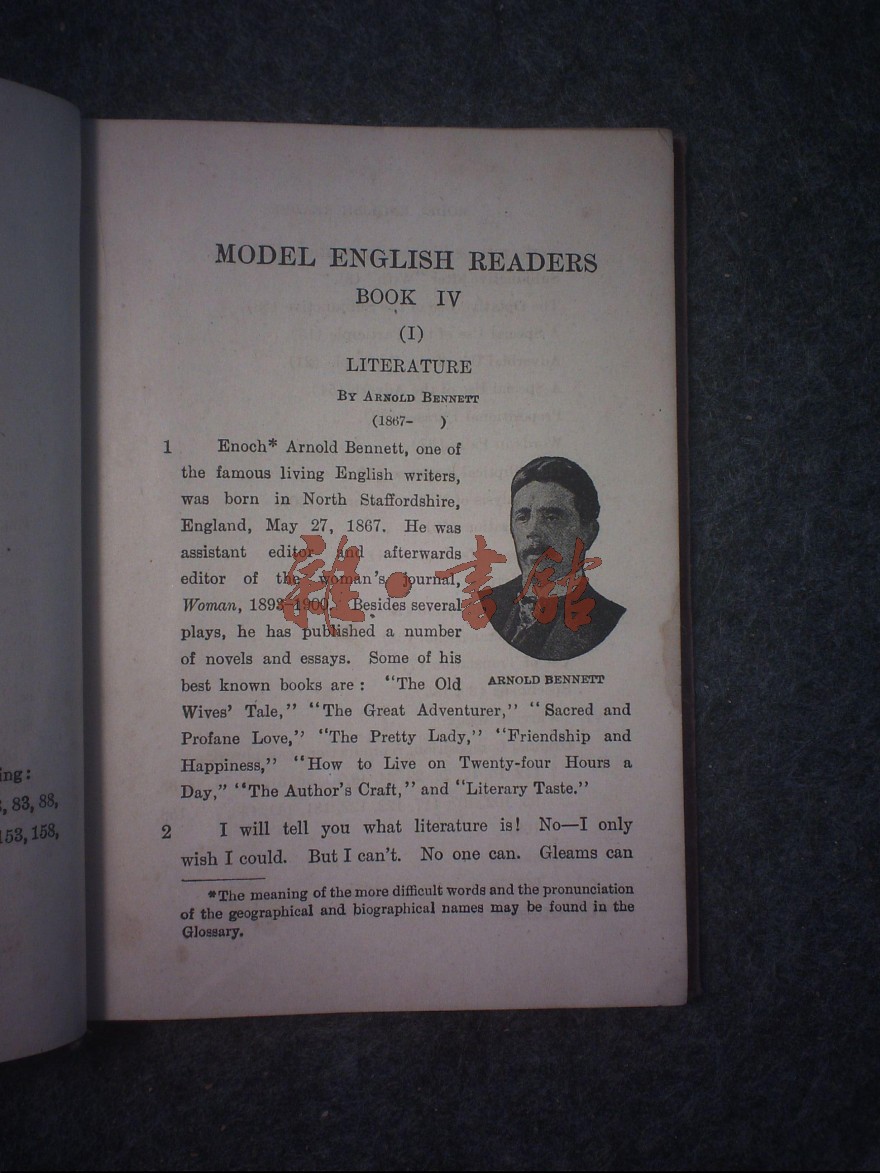 MODEL ENGLISH READERS
BOOK IV
(I)
LITERATURE
BY ARNOLD BENNETT
(1867- )
1 Enoch* Arnold Bennett, one of
the famous living English writers,
was born in North Staffordshire,
England, May 27, 1867. He was
assistant editor and afterwards
editor of the woman's journal,
Woman, 1893-1900. Besides several
plays, he has published a number
of novels and essays. Some of his
best known books are: "The Old
ARNOLD BENNETT
Wives' Tale," "The Great Adventurer," "Sacred and
Profane Love," "The Pretty Lady," "Friendship and
Happiness," "How to Live on Twenty-four Hours a
Day," "The Author's Craft," and "Literary Taste."
2 I will tell you what literature is! No—I only
wish I could. But I can't. No one can. Gleams can
*The meaning of the more difficult words and the pronunciation
of the geographical and biographical names may be found in the
Glossary.
ing:
83, 88,
153, 158,
雜·書館